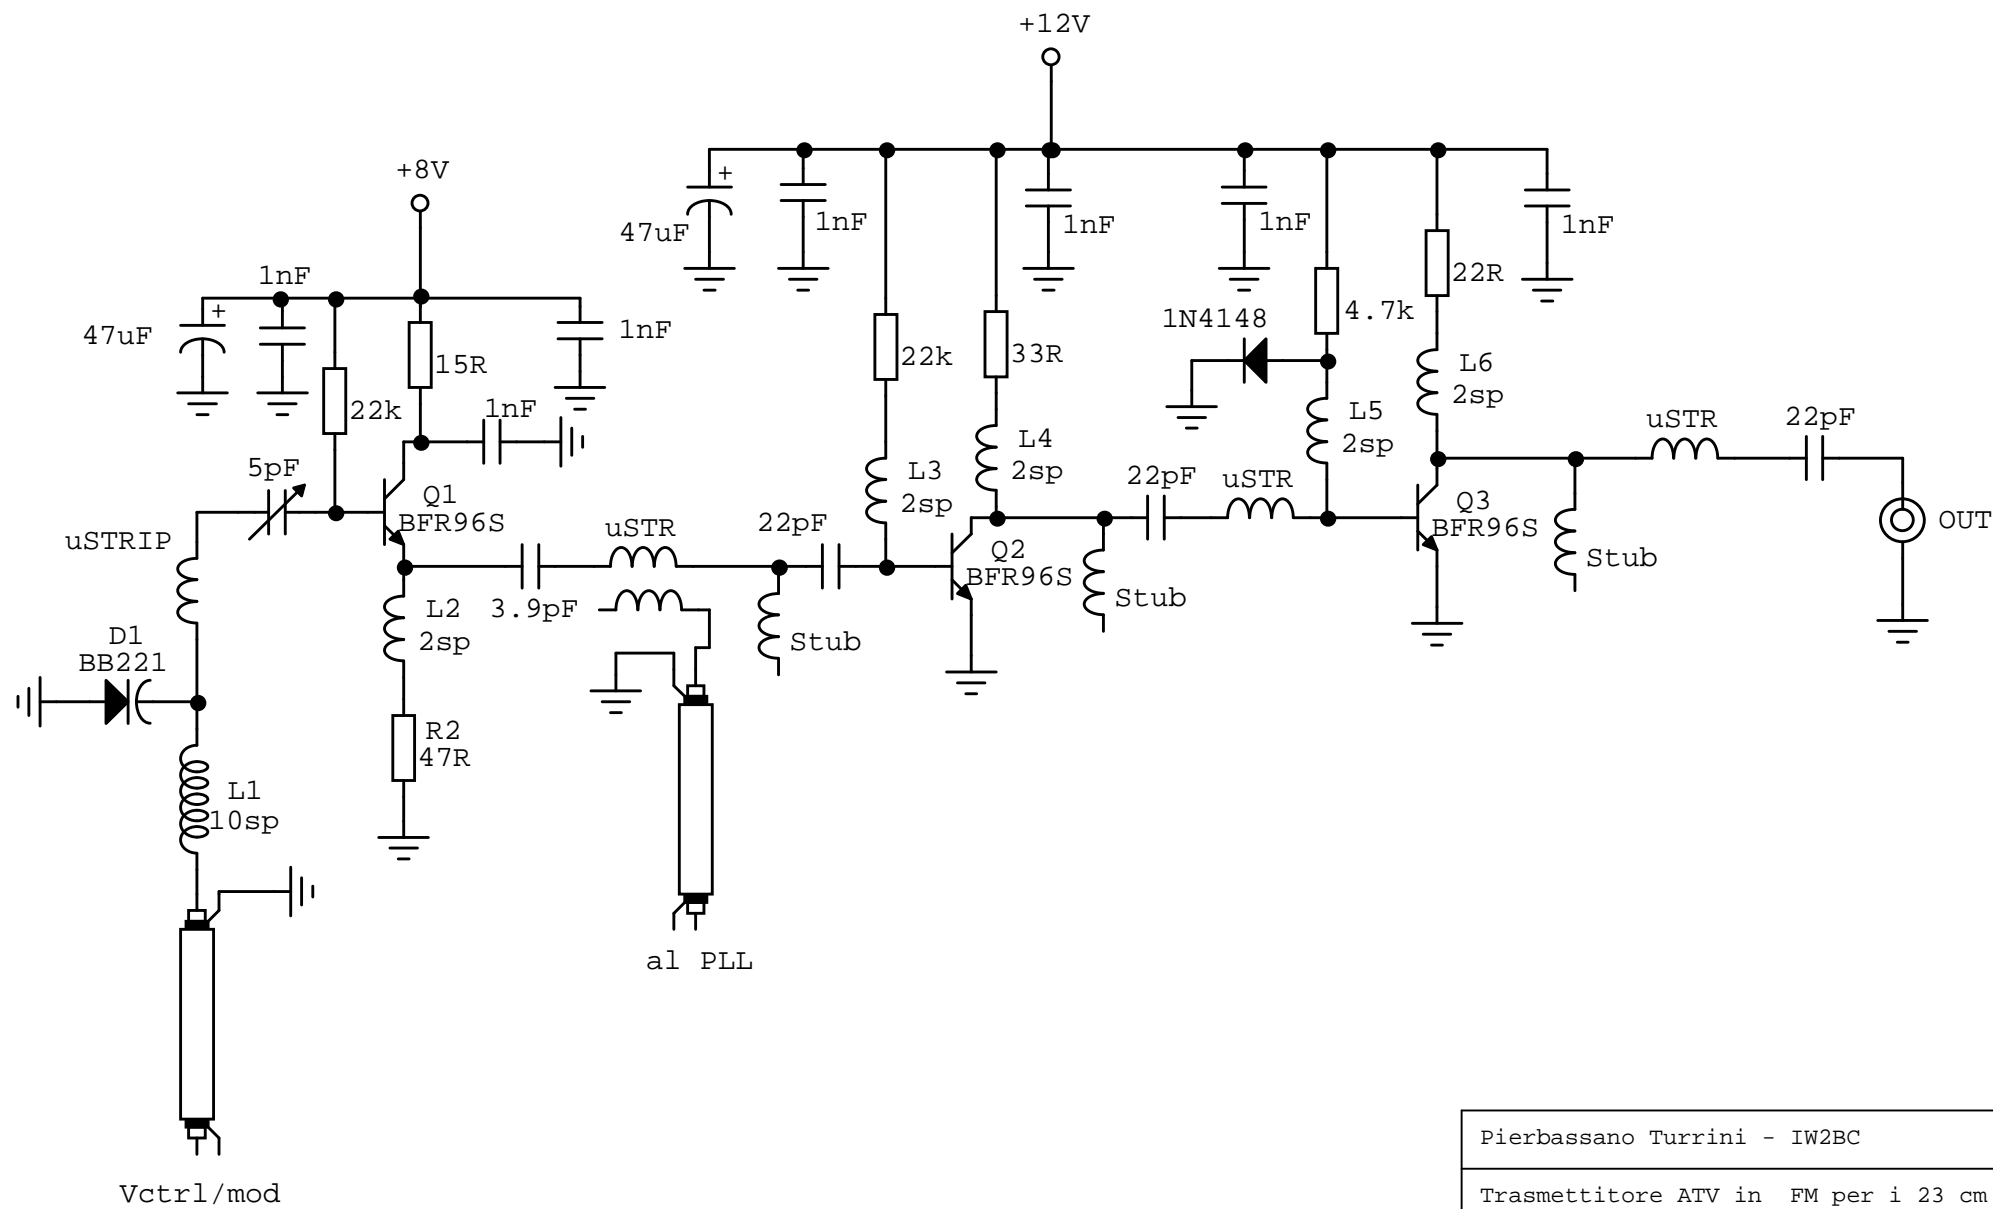 +12V
+8V
+
47uF
1nF
1nF
1nF
1nF
1nF
+
47uF
1nF
15R
22k
1nF
22k
33R
1N4148
4.7k
22R
L6
2sp
L5
2sp
uSTR
22pF
5pF
Q1
BFR96S
L3
2sp
L4
2sp
22pF
uSTR
Q3
BFR96S
OUT
uSTRIP
uSTR
22pF
Q2
BFR96S
Stub
Stub
Stub
3.9pF
L2
2sp
D1
BB221
R2
47R
L1
10sp
al PLL
Vctrl/mod
Pierbassano Turrini - IW2BC
Trasmettitore ATV in FM per i 23 cm